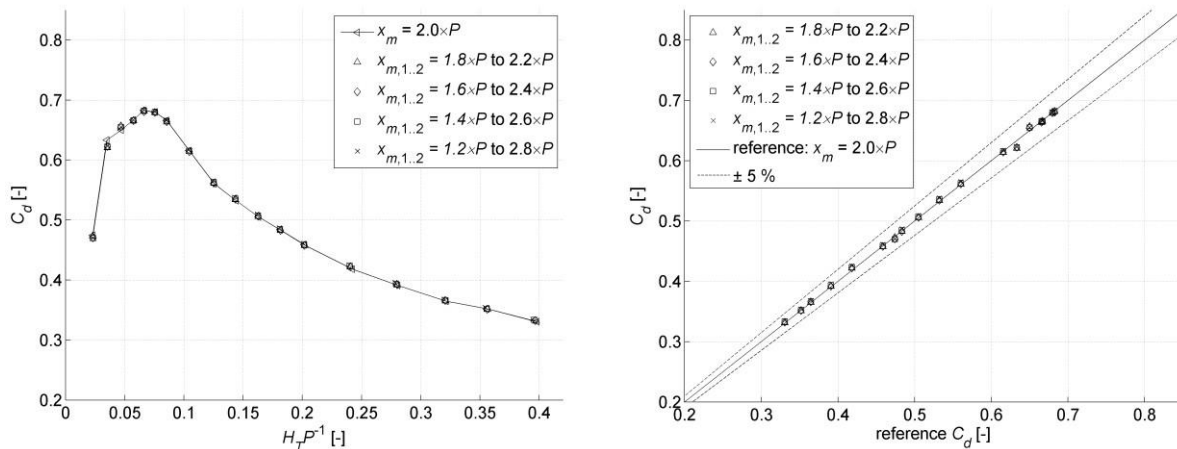 0.8
0.7
0.6
0.5
0.4
0.3
0.2
C_d [-]
0 0.05 0.1 0.15 0.2 0.25 0.3 0.35 0.4
H_T P^-1 [-]
x_m = 2.0×P
x_m,1..2 = 1.8×P to 2.2×P
x_m,1..2 = 1.6×P to 2.4×P
x_m,1..2 = 1.4×P to 2.6×P
x_m,1..2 = 1.2×P to 2.8×P
0.8
0.7
0.6
0.5
0.4
0.3
0.2
C_d [-]
0.2 0.3 0.4 0.5 0.6 0.7 0.8
reference C_d [-]
x_m,1..2 = 1.8×P to 2.2×P
x_m,1..2 = 1.6×P to 2.4×P
x_m,1..2 = 1.4×P to 2.6×P
x_m,1..2 = 1.2×P to 2.8×P
reference: x_m = 2.0×P
± 5 %